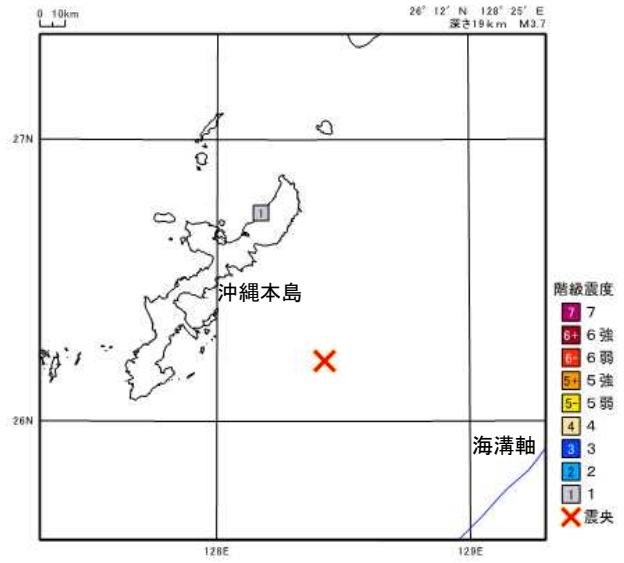 0 10km
26° 12′ N 128° 25′ E
深さ19km M3.7
27N
1
沖縄本島
26N
海溝軸
128E
129E
階級震度
7 7
6+ 6強
6- 6弱
5+ 5強
5- 5弱
4 4
3 3
2 2
1 1
震央